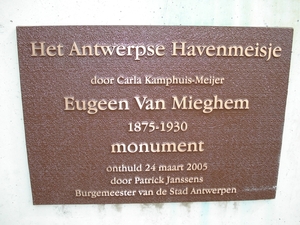 Het Antwerpse Havenmeisje
door Carla Kamphuis-Meijer
Eugeen Van Mieghem
1875-1930
monument
onthuld 24 maart 2005
door Patrick Janssens
Burgemeester van de Stad Antwerpen